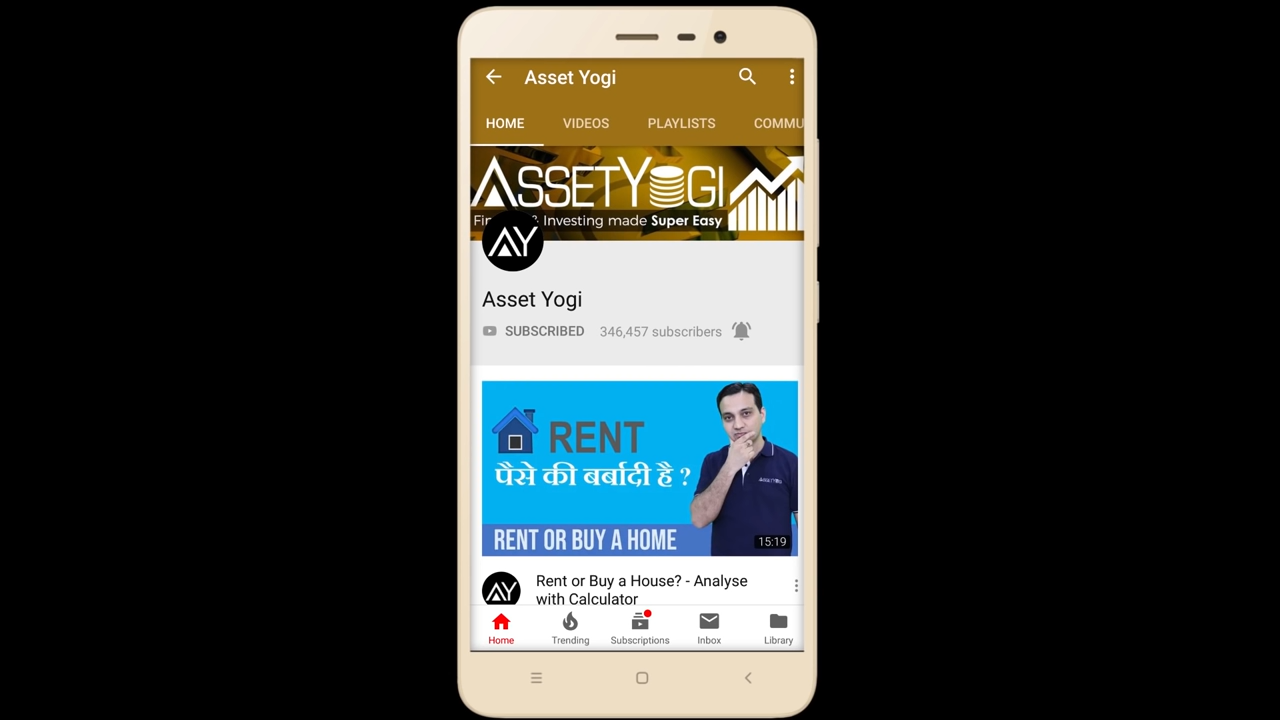 Asset Yogi
HOME VIDEOS PLAYLISTS COMMU
ASSETYOGI
& Investing made Super Easy
AY
Asset Yogi
SUBSCRIBED 346,457 subscribers
RENT
पैसे की बर्बादी है ?
ASSETYOGI
RENT OR BUY A HOME
15:19
AY
Rent or Buy a House? - Analyse
with Calculator
Home Trending Subscriptions Inbox Library